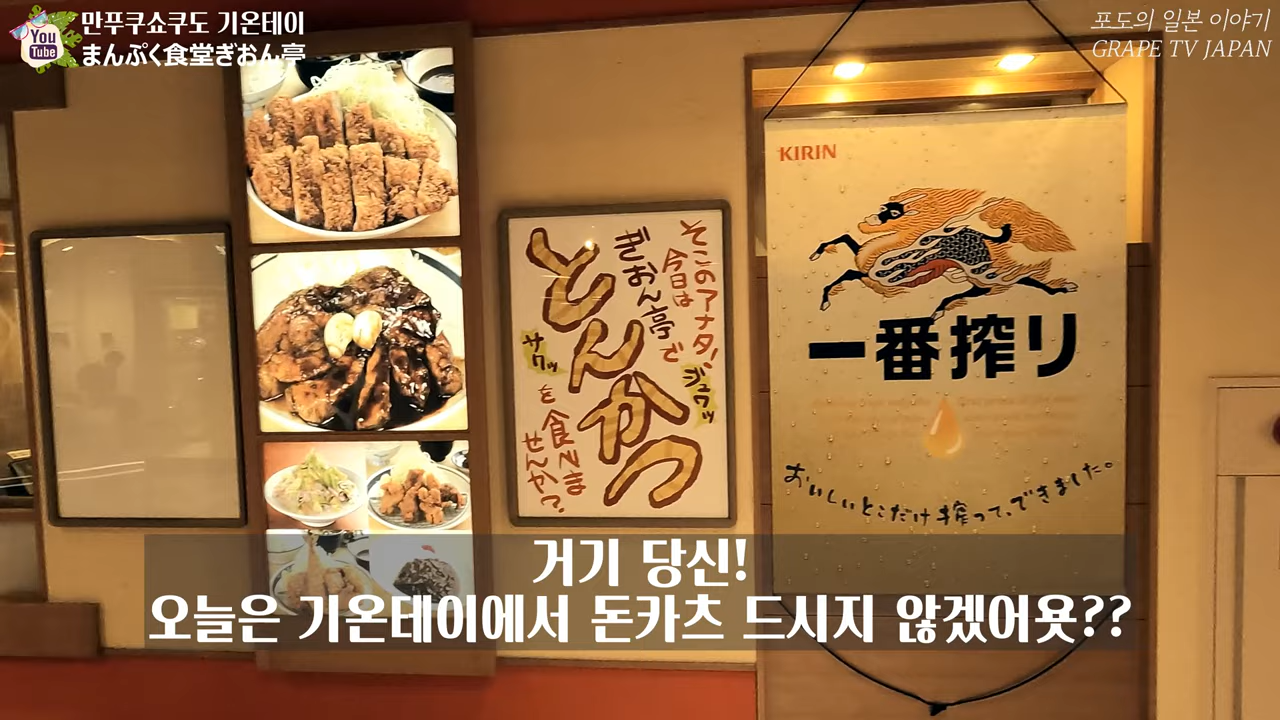 만푸쿠쇼쿠도 기온테이
まんぷく食堂ぎおん亭
You
Tube
포도의 일본 이야기
GRAPE TV JAPAN
そこのアナタ!
今日は
ぎおん亭で
ジュワッ
サクッ
とんかつ
を食べま
せんか?
KIRIN
一番搾り
おいしいとこだけ搾って、できました。
거기 당신!
오늘은 기온테이에서 돈카츠 드시지 않겠어욧??